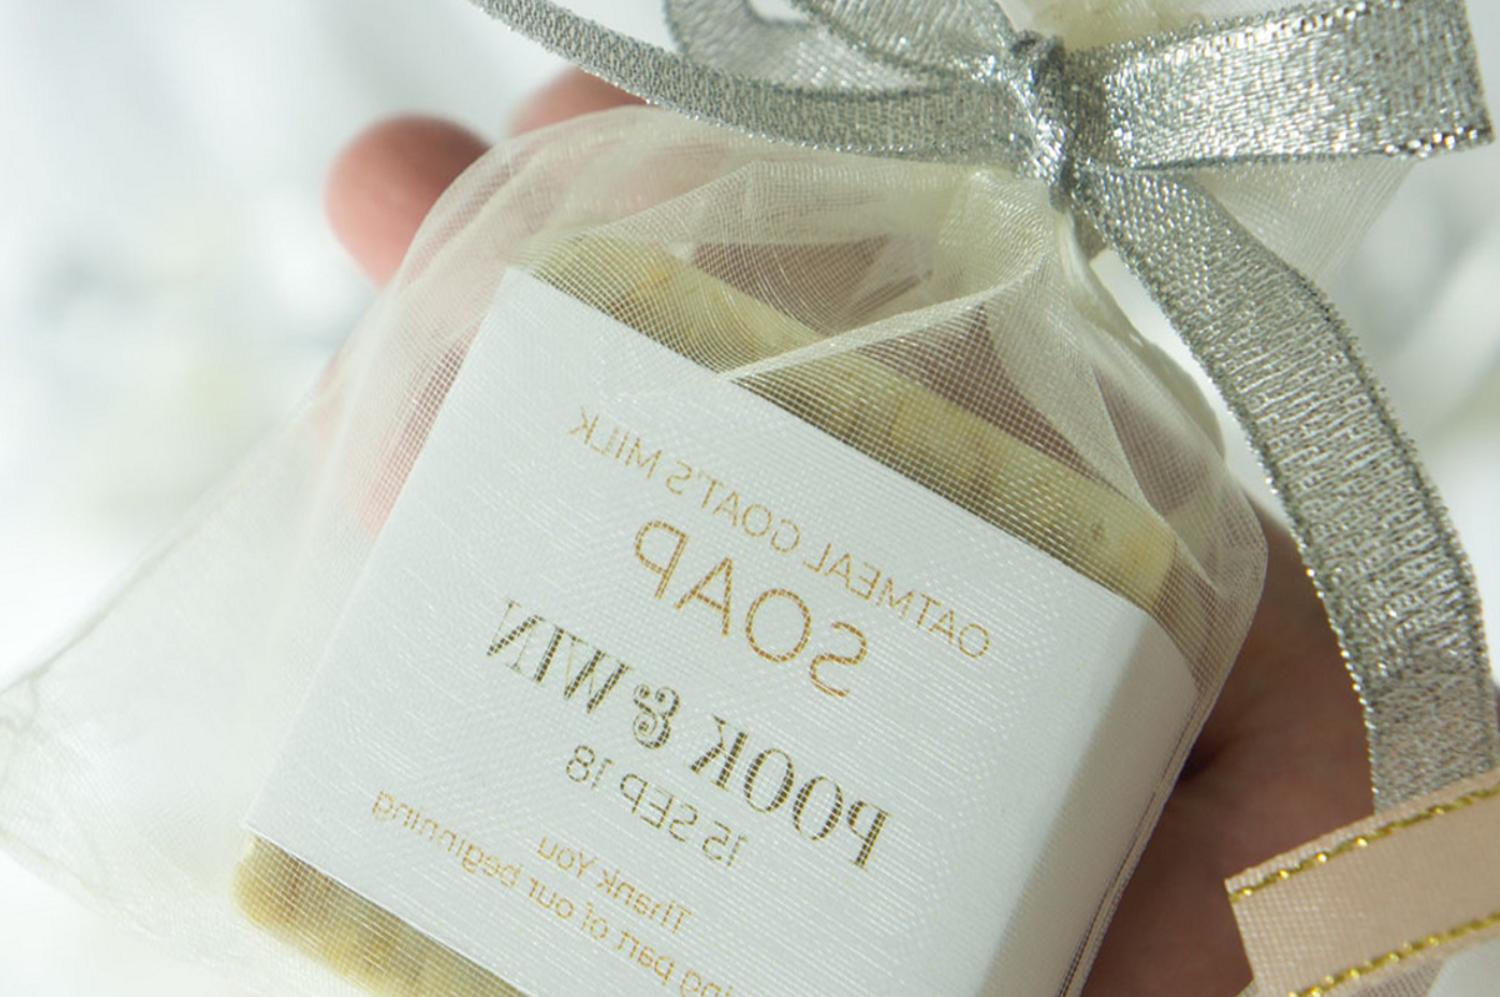 OATMEAL GOAT'S MILK
SOAP
POOK & WIN
15 SEP 18
Thank You
part of our beginning